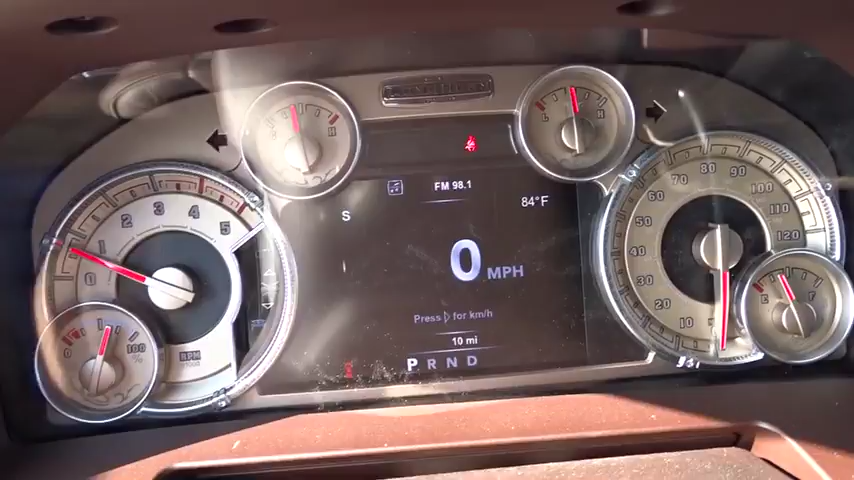 FM 98.1
S
84°F
0 MPH
Press ▷ for km/h
10 mi
P R N D
0 1 2 3 4 5
RPM
0 100 %
H
C
L H
10 20 30 40 50 60 70 80 90 100 110 120
E F